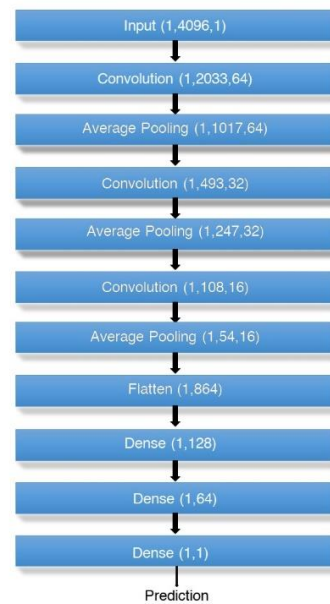 Input (1,4096,1)
Convolution (1,2033,64)
Average Pooling (1,1017,64)
Convolution (1,493,32)
Average Pooling (1,247,32)
Convolution (1,108,16)
Average Pooling (1,54,16)
Flatten (1,864)
Dense (1,128)
Dense (1,64)
Dense (1,1)
Prediction